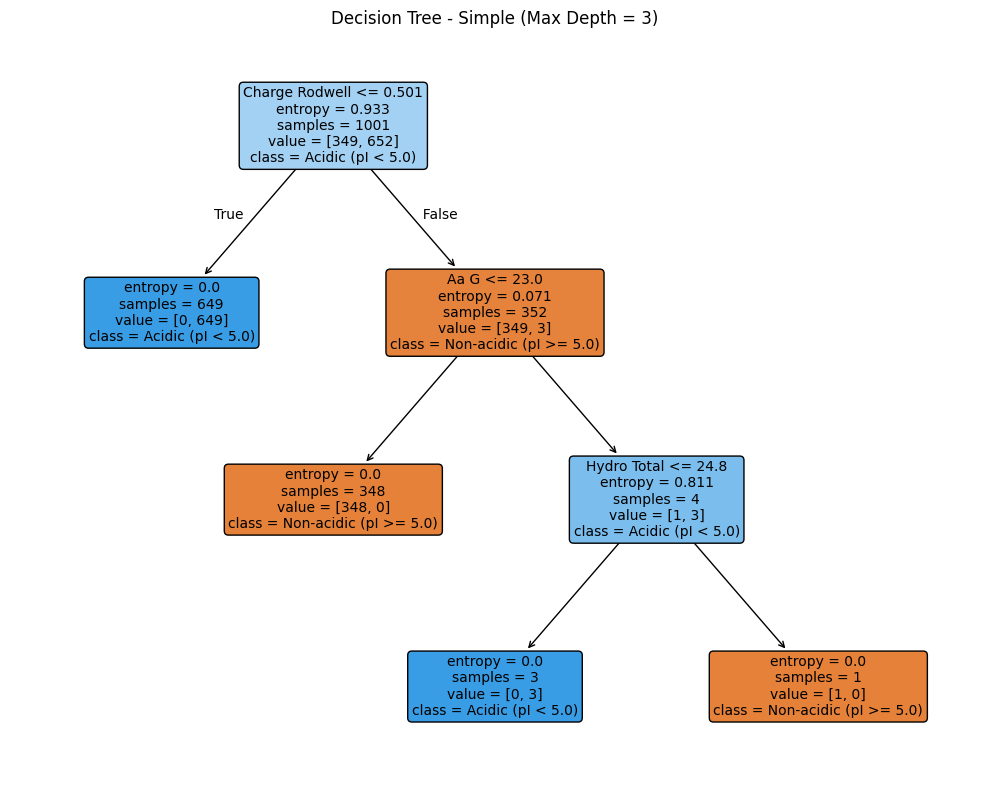 Decision Tree - Simple (Max Depth = 3)
Charge Rodwell <= 0.501
entropy = 0.933
samples = 1001
value = [349, 652]
class = Acidic (pI < 5.0)
True
False
entropy = 0.0
samples = 649
value = [0, 649]
class = Acidic (pI < 5.0)
Aa G <= 23.0
entropy = 0.071
samples = 352
value = [349, 3]
class = Non-acidic (pI >= 5.0)
entropy = 0.0
samples = 348
value = [348, 0]
class = Non-acidic (pI >= 5.0)
Hydro Total <= 24.8
entropy = 0.811
samples = 4
value = [1, 3]
class = Acidic (pI < 5.0)
entropy = 0.0
samples = 3
value = [0, 3]
class = Acidic (pI < 5.0)
entropy = 0.0
samples = 1
value = [1, 0]
class = Non-acidic (pI >= 5.0)